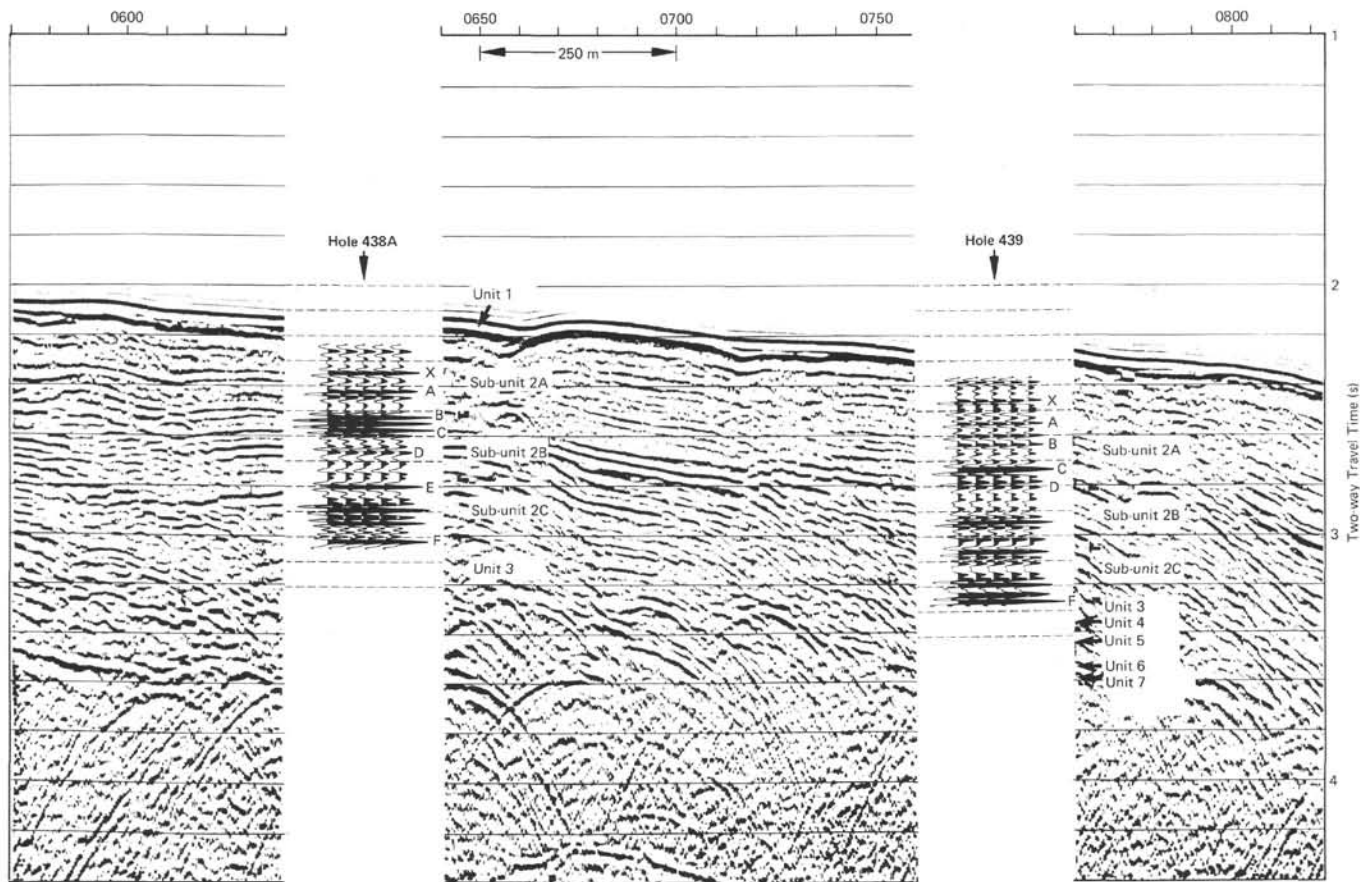 0600 0650 0700 0750 0800
250 m
1
Hole 438A
Hole 439
2
Unit 1
X
Sub-unit 2A
A
X
B
A
C
B
D
Sub-unit 2B
Sub-unit 2A
C
E
D
Sub-unit 2C
Sub-unit 2B
F
3
Unit 3
Sub-unit 2C
F
Unit 3
Unit 4
Unit 5
Unit 6
Unit 7
4
Two-way Travel Time (s)